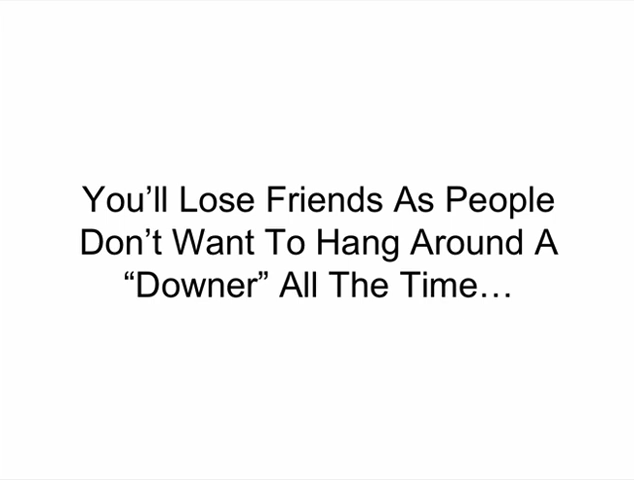 You’ll Lose Friends As People
Don’t Want To Hang Around A
“Downer” All The Time…